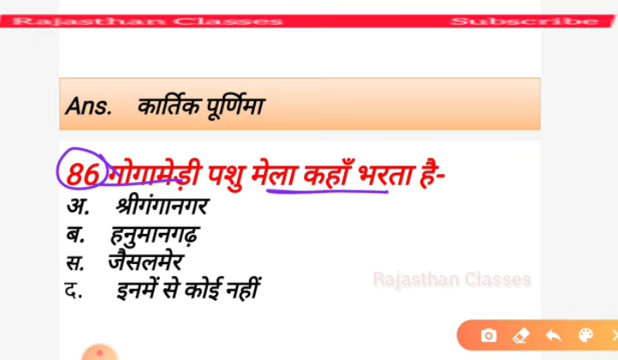 Rajasthan Classes Subscribe
Ans. कार्तिक पूर्णिमा
86 गोगामेड़ी पशु मेला कहाँ भरता है-
अ. श्रीगंगानगर
ब. हनुमानगढ़
स. जैसलमेर
द. इनमें से कोई नहीं
Rajasthan Classes